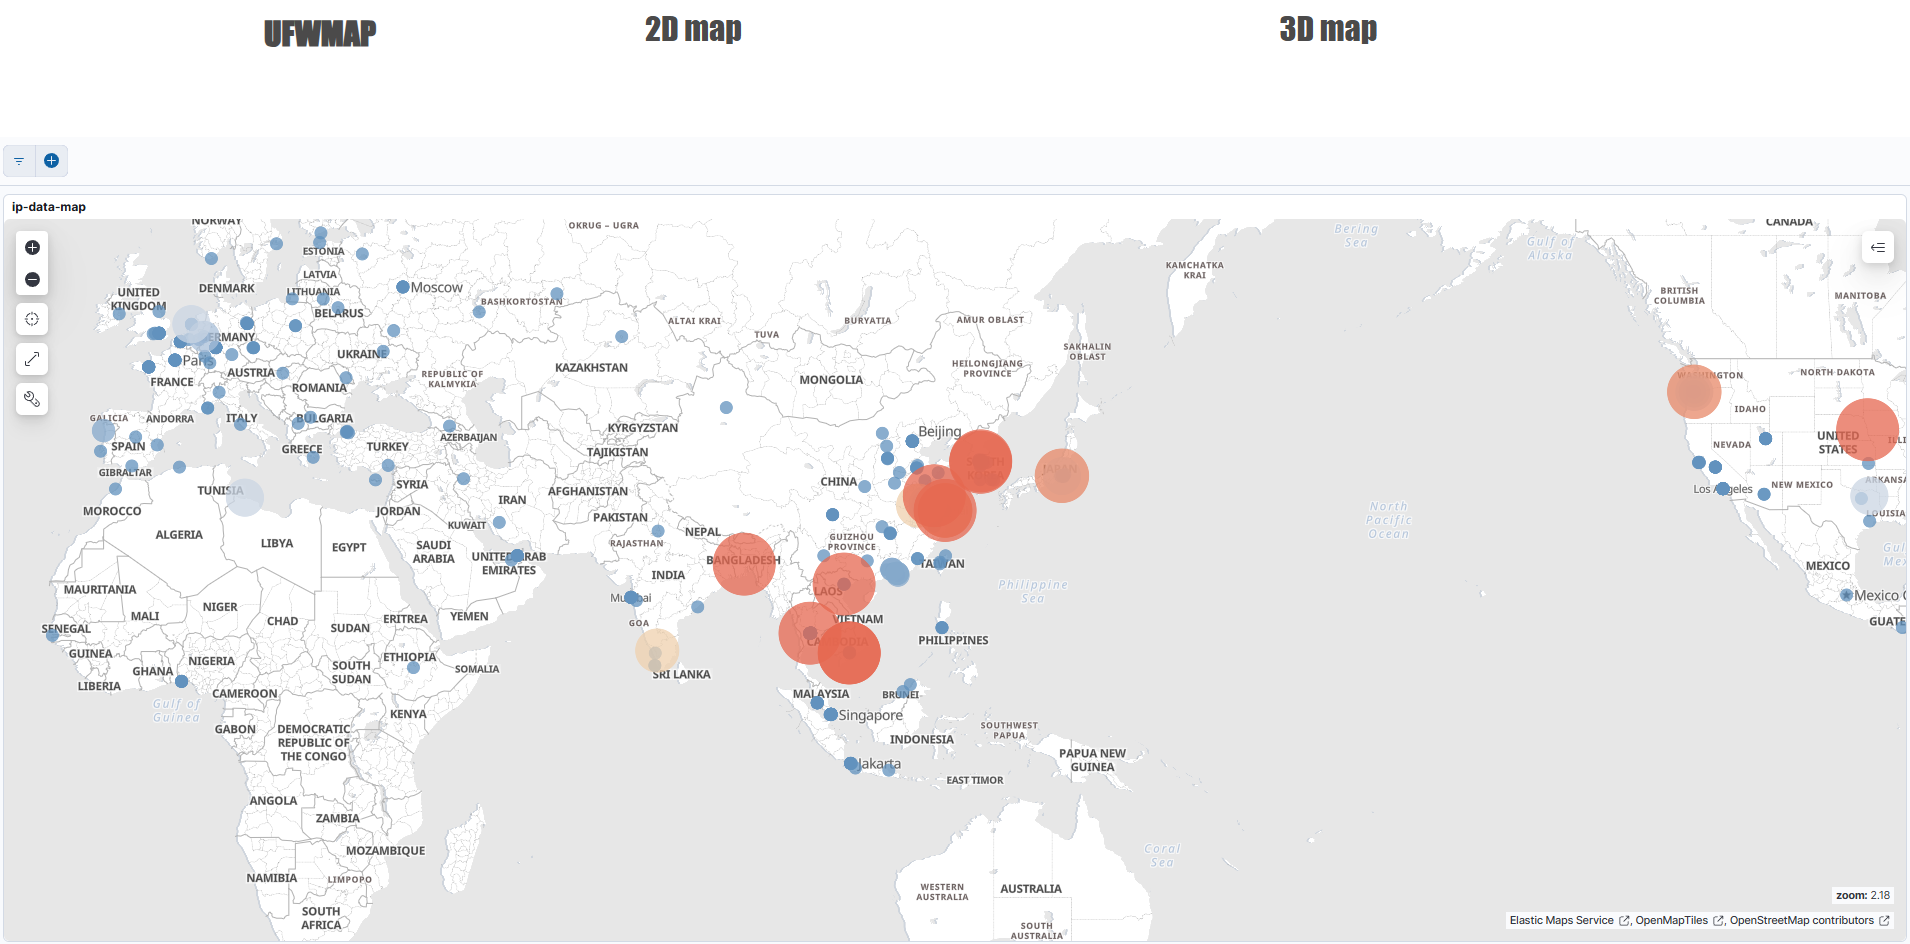 UFWMAP
2D map
3D map
ip-data-map
NORWAY
OKRUG – UGRA
Bering
Sea
CANADA
Gulf of
Alaska
ESTONIA
KAMCHATKA
KRAI
LATVIA
DENMARK
LITHUANIA
Moscow
BASHKORTOSTAN
UNITED
KINGDOM
BRITISH
COLUMBIA
MANITOBA
BELARUS
ALTAI KRAI
BURYATIA
AMUR OBLAST
TUVA
ERMANY
SAKHALIN
OBLAST
Paris
UKRAINE
KAZAKHSTAN
HEILONGJIANG
PROVINCE
AUSTRIA
REPUBLIC OF
KALMYKIA
MONGOLIA
WASHINGTON
NORTH DAKOTA
FRANCE
ROMANIA
IDAHO
GALICIA
ANDORRA
ITALY
BULGARIA
KYRGYZSTAN
Beijing
AZERBAIJAN
SPAIN
GREECE
TURKEY
TAJIKISTAN
NEVADA
UNITED
STATES
ILLI
GIBRALTAR
SOUTH
KOREA
JAPAN
SYRIA
CHINA
TUNISIA
AFGHANISTAN
IRAN
Los Angeles
NEW MEXICO
ARKANSA
MOROCCO
JORDAN
KUWAIT
PAKISTAN
North
Pacific
Ocean
LOUISIA
ALGERIA
LIBYA
EGYPT
SAUDI
ARABIA
RAJASTHAN
NEPAL
GUIZHOU
PROVINCE
Gul
Me
UNITED ARAB
EMIRATES
BANGLADESH
TAIWAN
MEXICO
MAURITANIA
INDIA
LAOS
Philippine
Sea
Mumbai
Mexico C
MALI
NIGER
CHAD
SUDAN
ERITREA
YEMEN
GOA
VIETNAM
GUATE
SENEGAL
CAMBODIA
PHILIPPINES
GUINEA
NIGERIA
ETHIOPIA
SOMALIA
GHANA
SOUTH
SUDAN
SRI LANKA
LIBERIA
CAMEROON
MALAYSIA
BRUNEI
Gulf of
Guinea
KENYA
Singapore
GABON
DEMOCRATIC
REPUBLIC OF
THE CONGO
SOUTHWEST
PAPUA
INDONESIA
PAPUA NEW
GUINEA
Jakarta
EAST TIMOR
ANGOLA
ZAMBIA
MOZAMBIQUE
Coral
Sea
NAMIBIA
LIMPOPO
WESTERN
AUSTRALIA
AUSTRALIA
zoom: 2.18
SOUTH
AFRICA
SOUTH
AUSTRALIA
Elastic Maps Service , OpenMapTiles , OpenStreetMap contributors